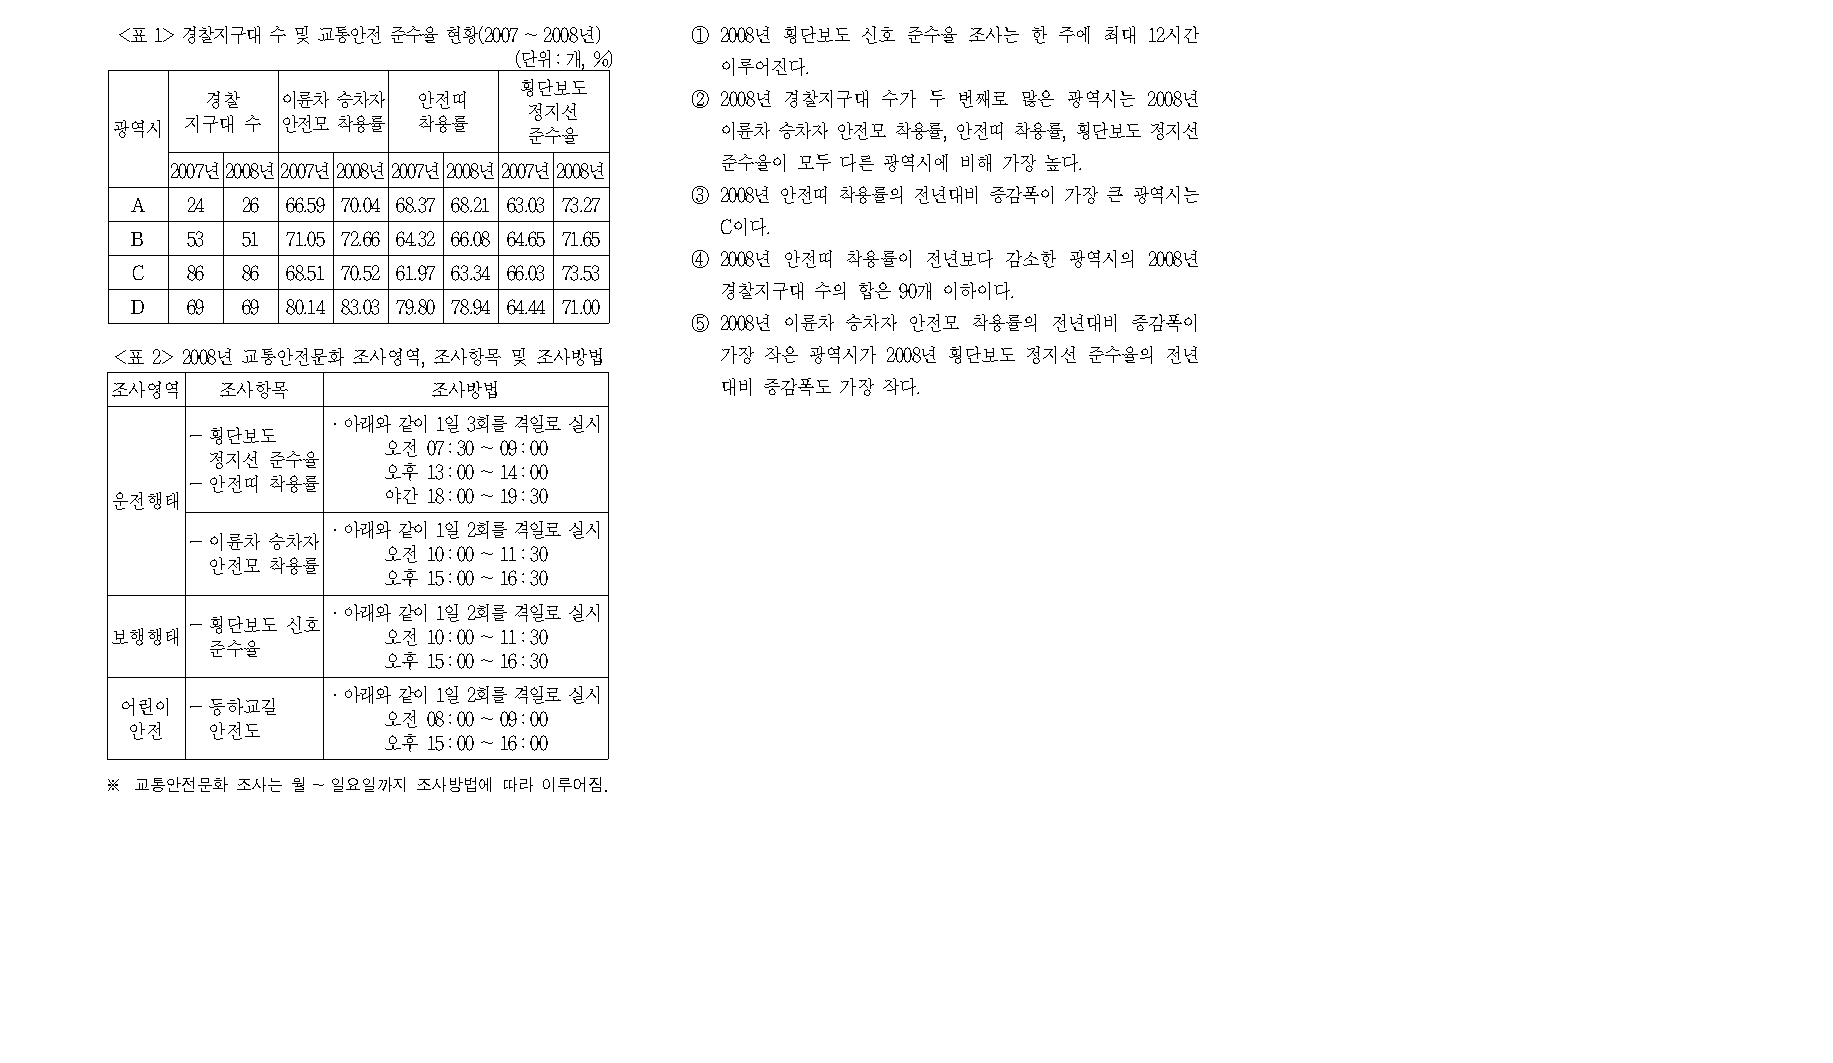 <표 1> 경찰지구대 수 및 교통안전 준수율 현황(2007 ~ 2008년)
(단위 : 개, %)
광역시 경찰 지구대 수 이륜차 승차자 안전모 착용률 안전띠 착용률 횡단보도 정지선 준수율
2007년 2008년 2007년 2008년 2007년 2008년 2007년 2008년
A 24 26 66.59 70.04 68.37 68.21 63.03 73.27
B 53 51 71.05 72.66 64.32 66.08 64.65 71.65
C 86 86 68.51 70.52 61.97 63.34 66.03 73.53
D 69 69 80.14 83.03 79.80 78.94 64.44 71.00
<표 2> 2008년 교통안전문화 조사영역, 조사항목 및 조사방법
조사영역 조사항목 조사방법
운전행태
- 횡단보도
정지선 준수율
- 안전띠 착용률
· 아래와 같이 1일 3회를 격일로 실시
오전 07 : 30 ~ 09 : 00
오후 13 : 00 ~ 14 : 00
야간 18 : 00 ~ 19 : 30
- 이륜차 승차자
안전모 착용률
· 아래와 같이 1일 2회를 격일로 실시
오전 10 : 00 ~ 11 : 30
오후 15 : 00 ~ 16 : 30
보행행태
- 횡단보도 신호
준수율
· 아래와 같이 1일 2회를 격일로 실시
오전 10 : 00 ~ 11 : 30
오후 15 : 00 ~ 16 : 30
어린이
안전
- 등하교길
안전도
· 아래와 같이 1일 2회를 격일로 실시
오전 08 : 00 ~ 09 : 00
오후 15 : 00 ~ 16 : 00
※ 교통안전문화 조사는 월 ~ 일요일까지 조사방법에 따라 이루어짐.
① 2008년 횡단보도 신호 준수율 조사는 한 주에 최대 12시간
이루어진다.
② 2008년 경찰지구대 수가 두 번째로 많은 광역시는 2008년
이륜차 승차자 안전모 착용률, 안전띠 착용률, 횡단보도 정지선
준수율이 모두 다른 광역시에 비해 가장 높다.
③ 2008년 안전띠 착용률의 전년대비 증감폭이 가장 큰 광역시는
C이다.
④ 2008년 안전띠 착용률이 전년보다 감소한 광역시의 2008년
경찰지구대 수의 합은 90개 이하이다.
⑤ 2008년 이륜차 승차자 안전모 착용률의 전년대비 증감폭이
가장 작은 광역시가 2008년 횡단보도 정지선 준수율의 전년
대비 증감폭도 가장 작다.